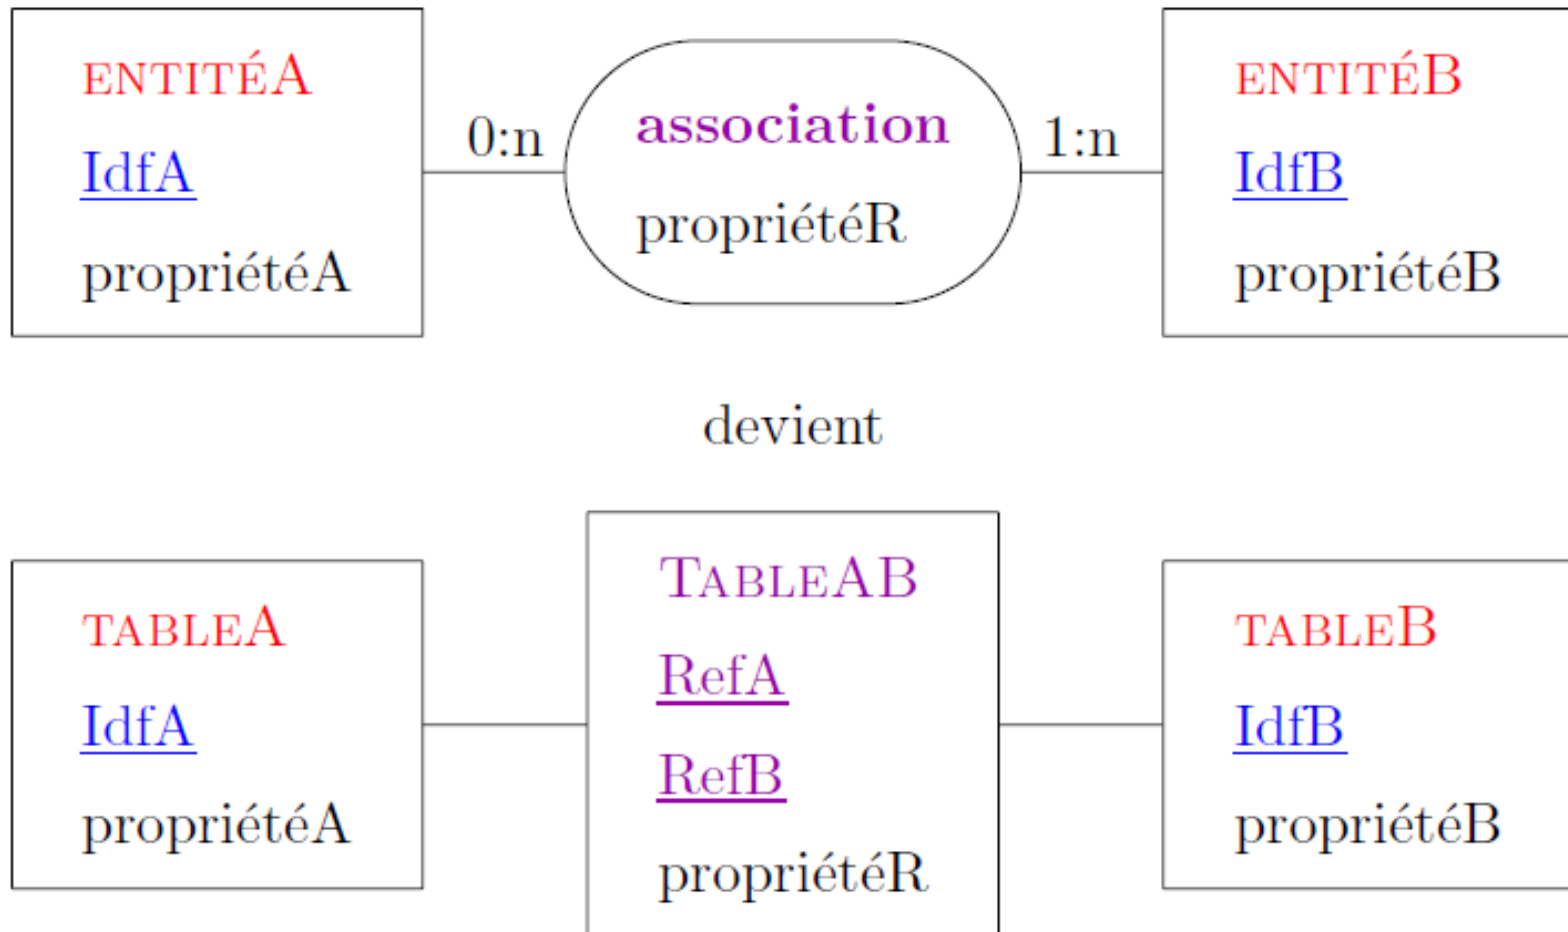 ENTITÉA
IdfA
propriétéA
0:n
association
propriétéR
1:n
ENTITÉB
IdfB
propriétéB
devient
TABLEA
IdfA
propriétéA
TABLEAB
RefA
RefB
propriétéR
TABLEB
IdfB
propriétéB